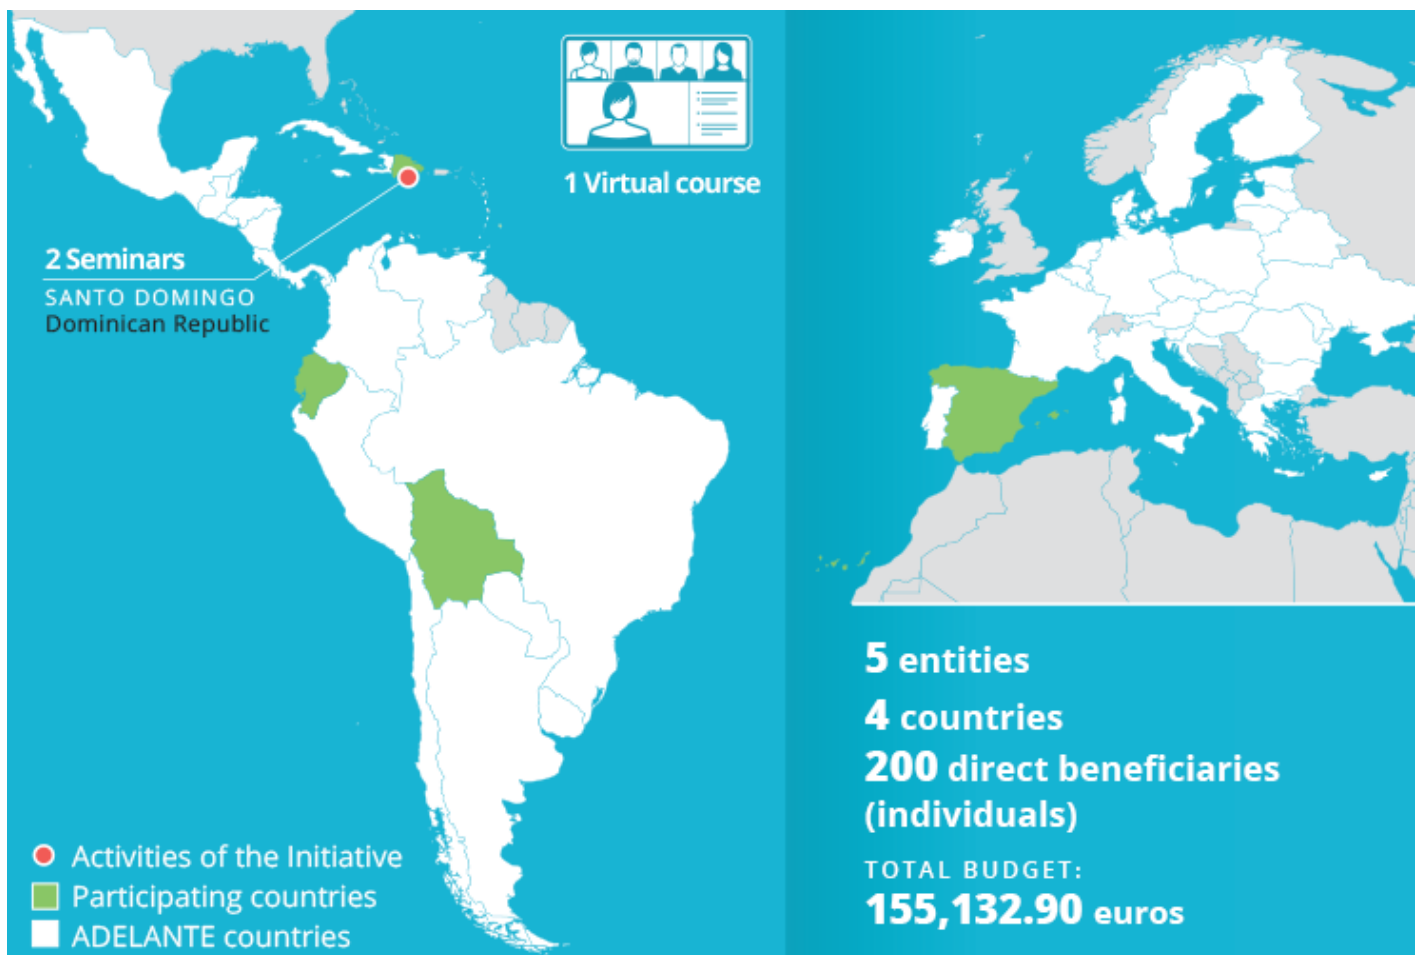 1 Virtual course
2 Seminars
SANTO DOMINGO
Dominican Republic
Activities of the Initiative
Participating countries
ADELANTE countries
5 entities
4 countries
200 direct beneficiaries
(individuals)
TOTAL BUDGET:
155,132.90 euros